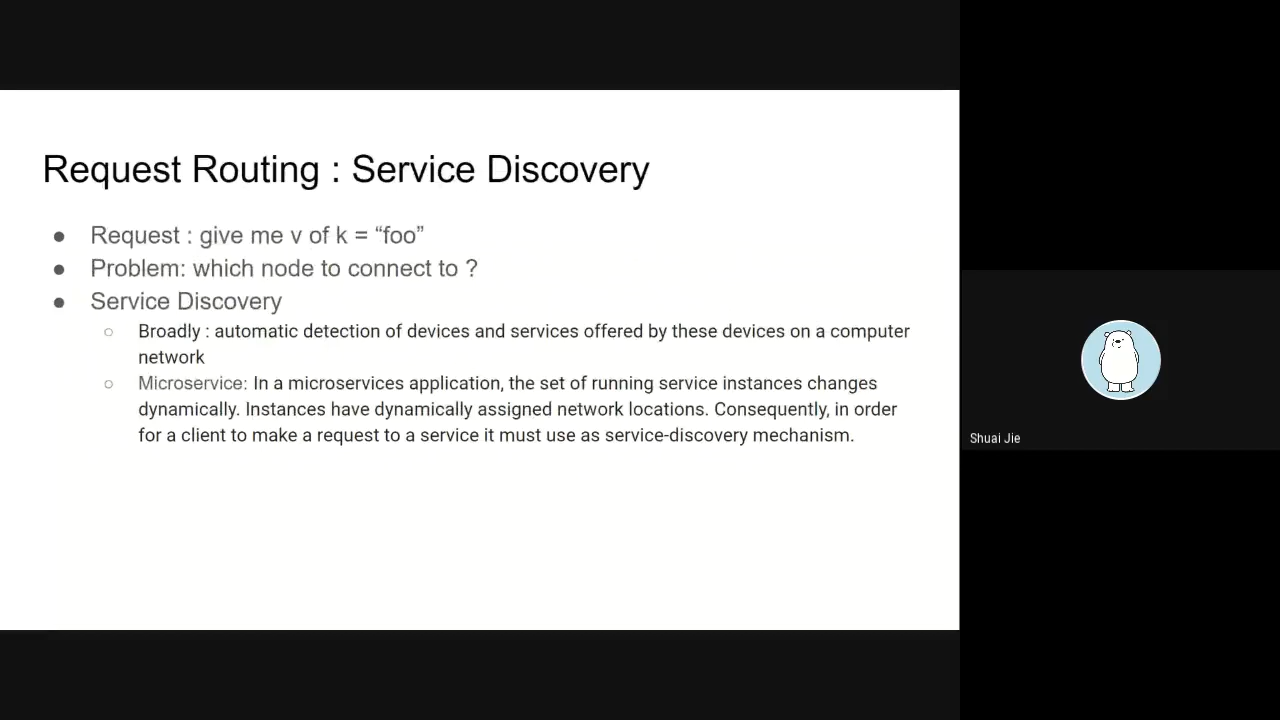 Request Routing : Service Discovery
● Request : give me v of k = “foo”
● Problem: which node to connect to ?
● Service Discovery
○ Broadly : automatic detection of devices and services offered by these devices on a computer
network
○ Microservice: In a microservices application, the set of running service instances changes
dynamically. Instances have dynamically assigned network locations. Consequently, in order
for a client to make a request to a service it must use as service-discovery mechanism.
Shuai Jie